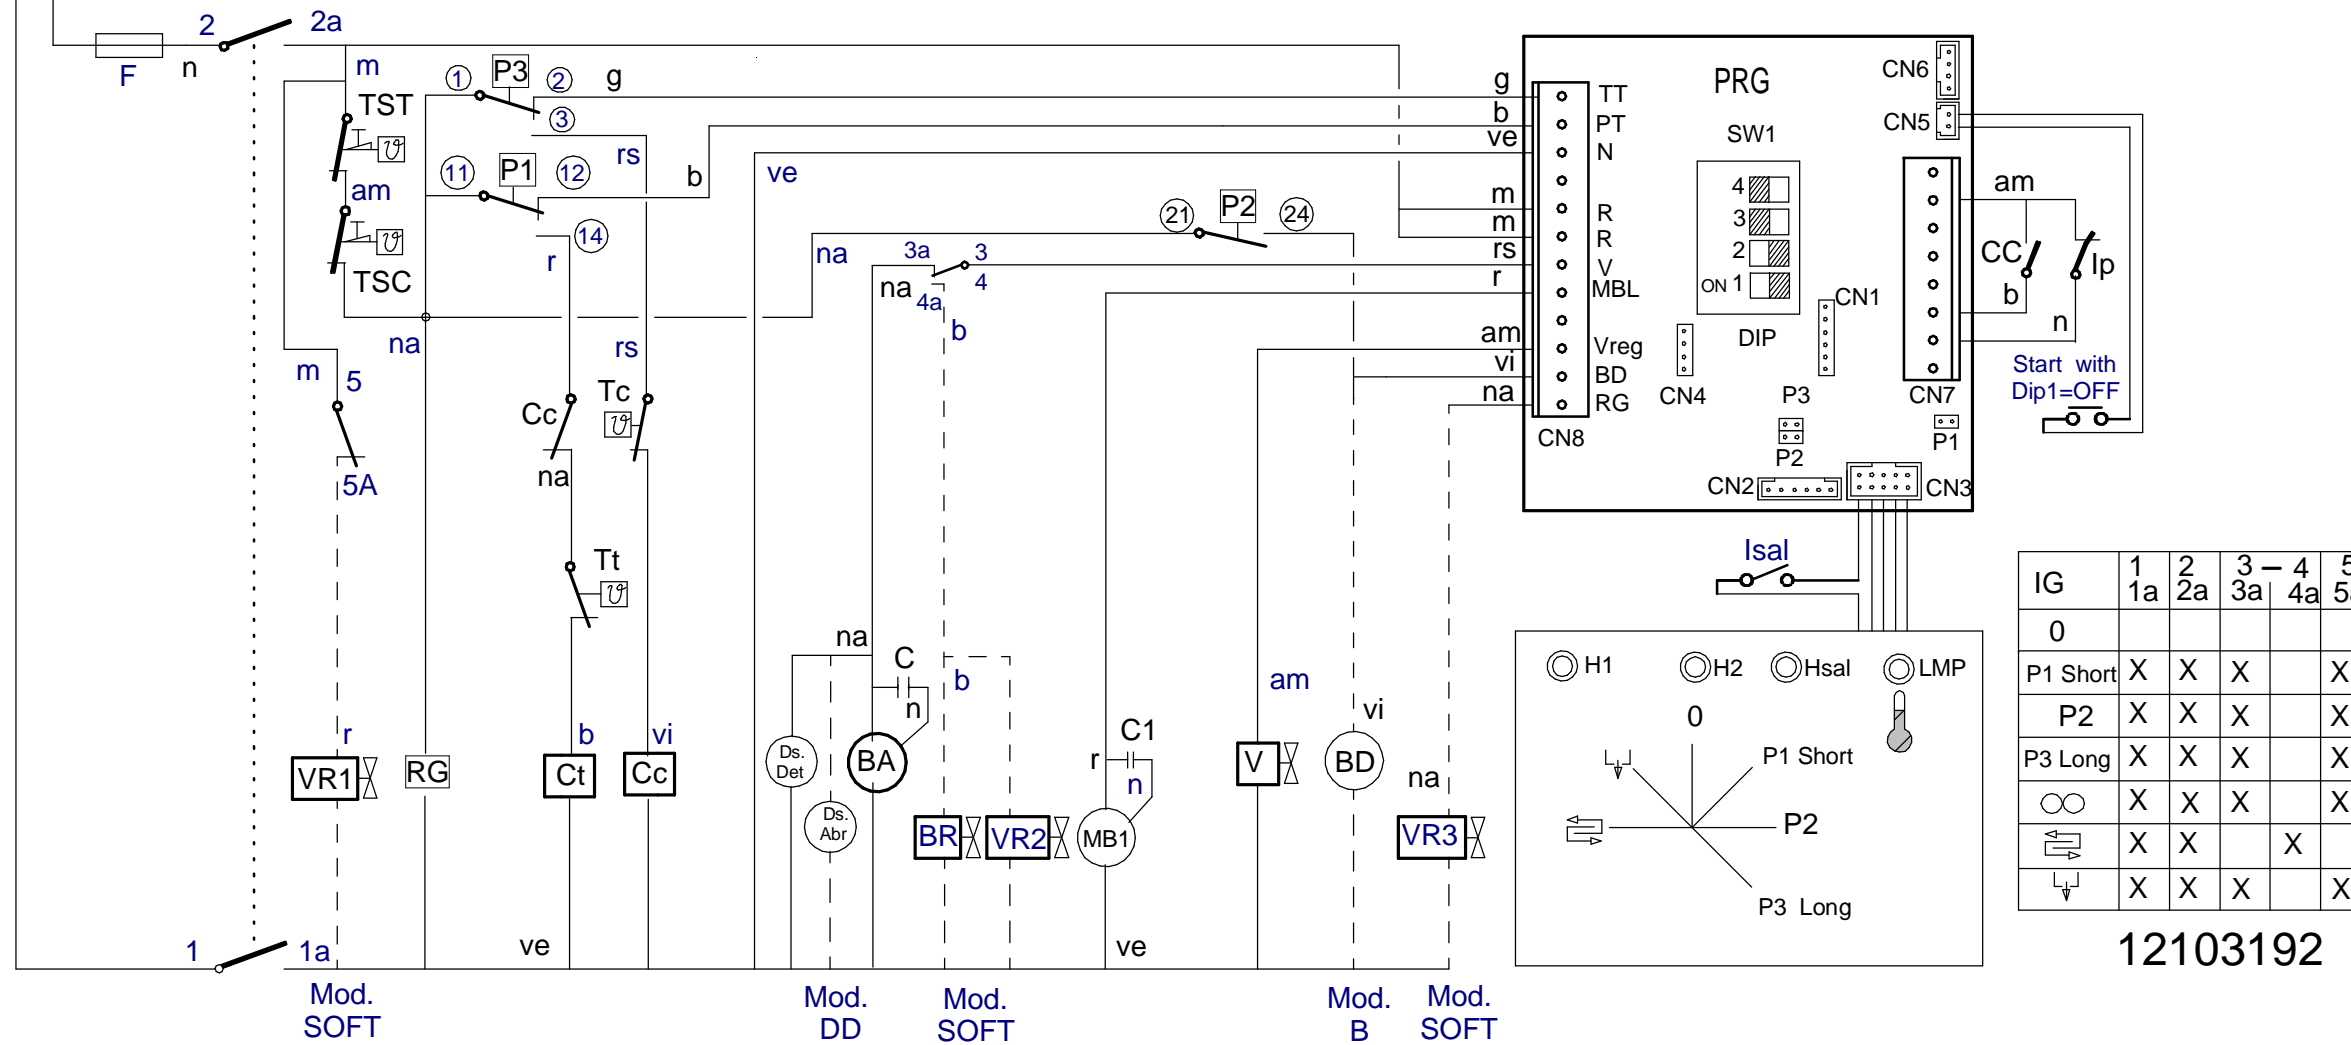 2
2a
F
n
m
TST
ϑ
am
ϑ
TSC
1
P3
2
g
3
rs
11
P1
12
b
14
r
na
rs
m
5
5A
Cc
na
Tc
ϑ
Tt
ϑ
r
VR1
RG
b
Ct
vi
Cc
1
1a
ve
Mod.
SOFT
ve
na
21
P2
24
3a
3
na
4
4a
b
na
C
n
Ds.
Det
BA
Ds.
Abr
b
BR
VR2
C1
r
n
MB1
ve
am
V
vi
BD
na
VR3
Mod.
DD
Mod.
SOFT
Mod.
B
Mod.
SOFT
g
b
ve
m
m
rs
r
am
vi
na
TT
PT
N
R
R
V
MBL
Vreg
BD
RG
CN8
PRG
SW1
4
3
2
ON 1
DIP
CN6
CN5
CN1
CN4
P3
P2
CN7
P1
CN2
CN3
am
CC
Ip
b
n
Start with
Dip1=OFF
Isal
H1
H2
Hsal
LMP
0
P1 Short
P2
P3 Long
IG
1
1a
2
2a
3 – 4
3a 4a
5
5
0
P1 Short X X X X
P2 X X X X
P3 Long X X X X
X X X X
X X X
X X X X
12103192